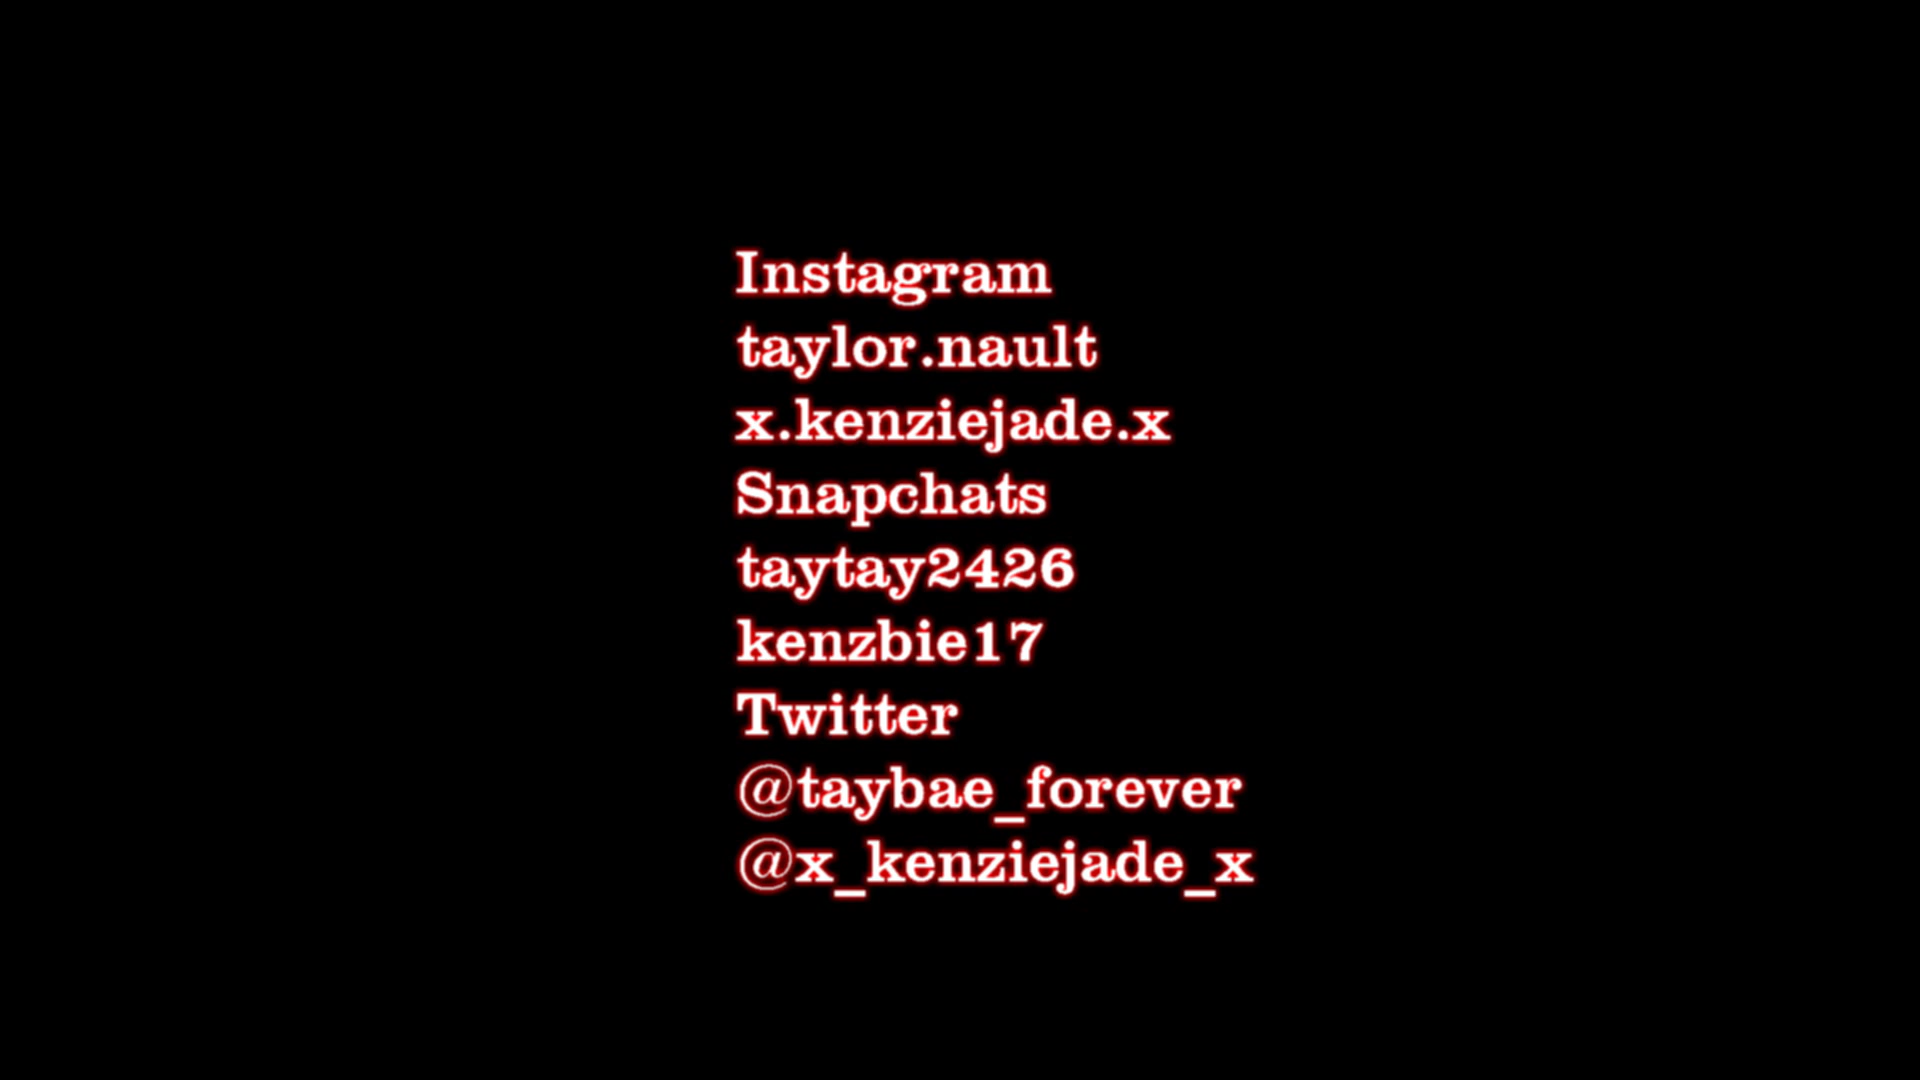 Instagram
taylor.nault
x.kenziejade.x
Snapchats
taytay2426
kenzbie17
Twitter
@taybae_forever
@x_kenziejade_x